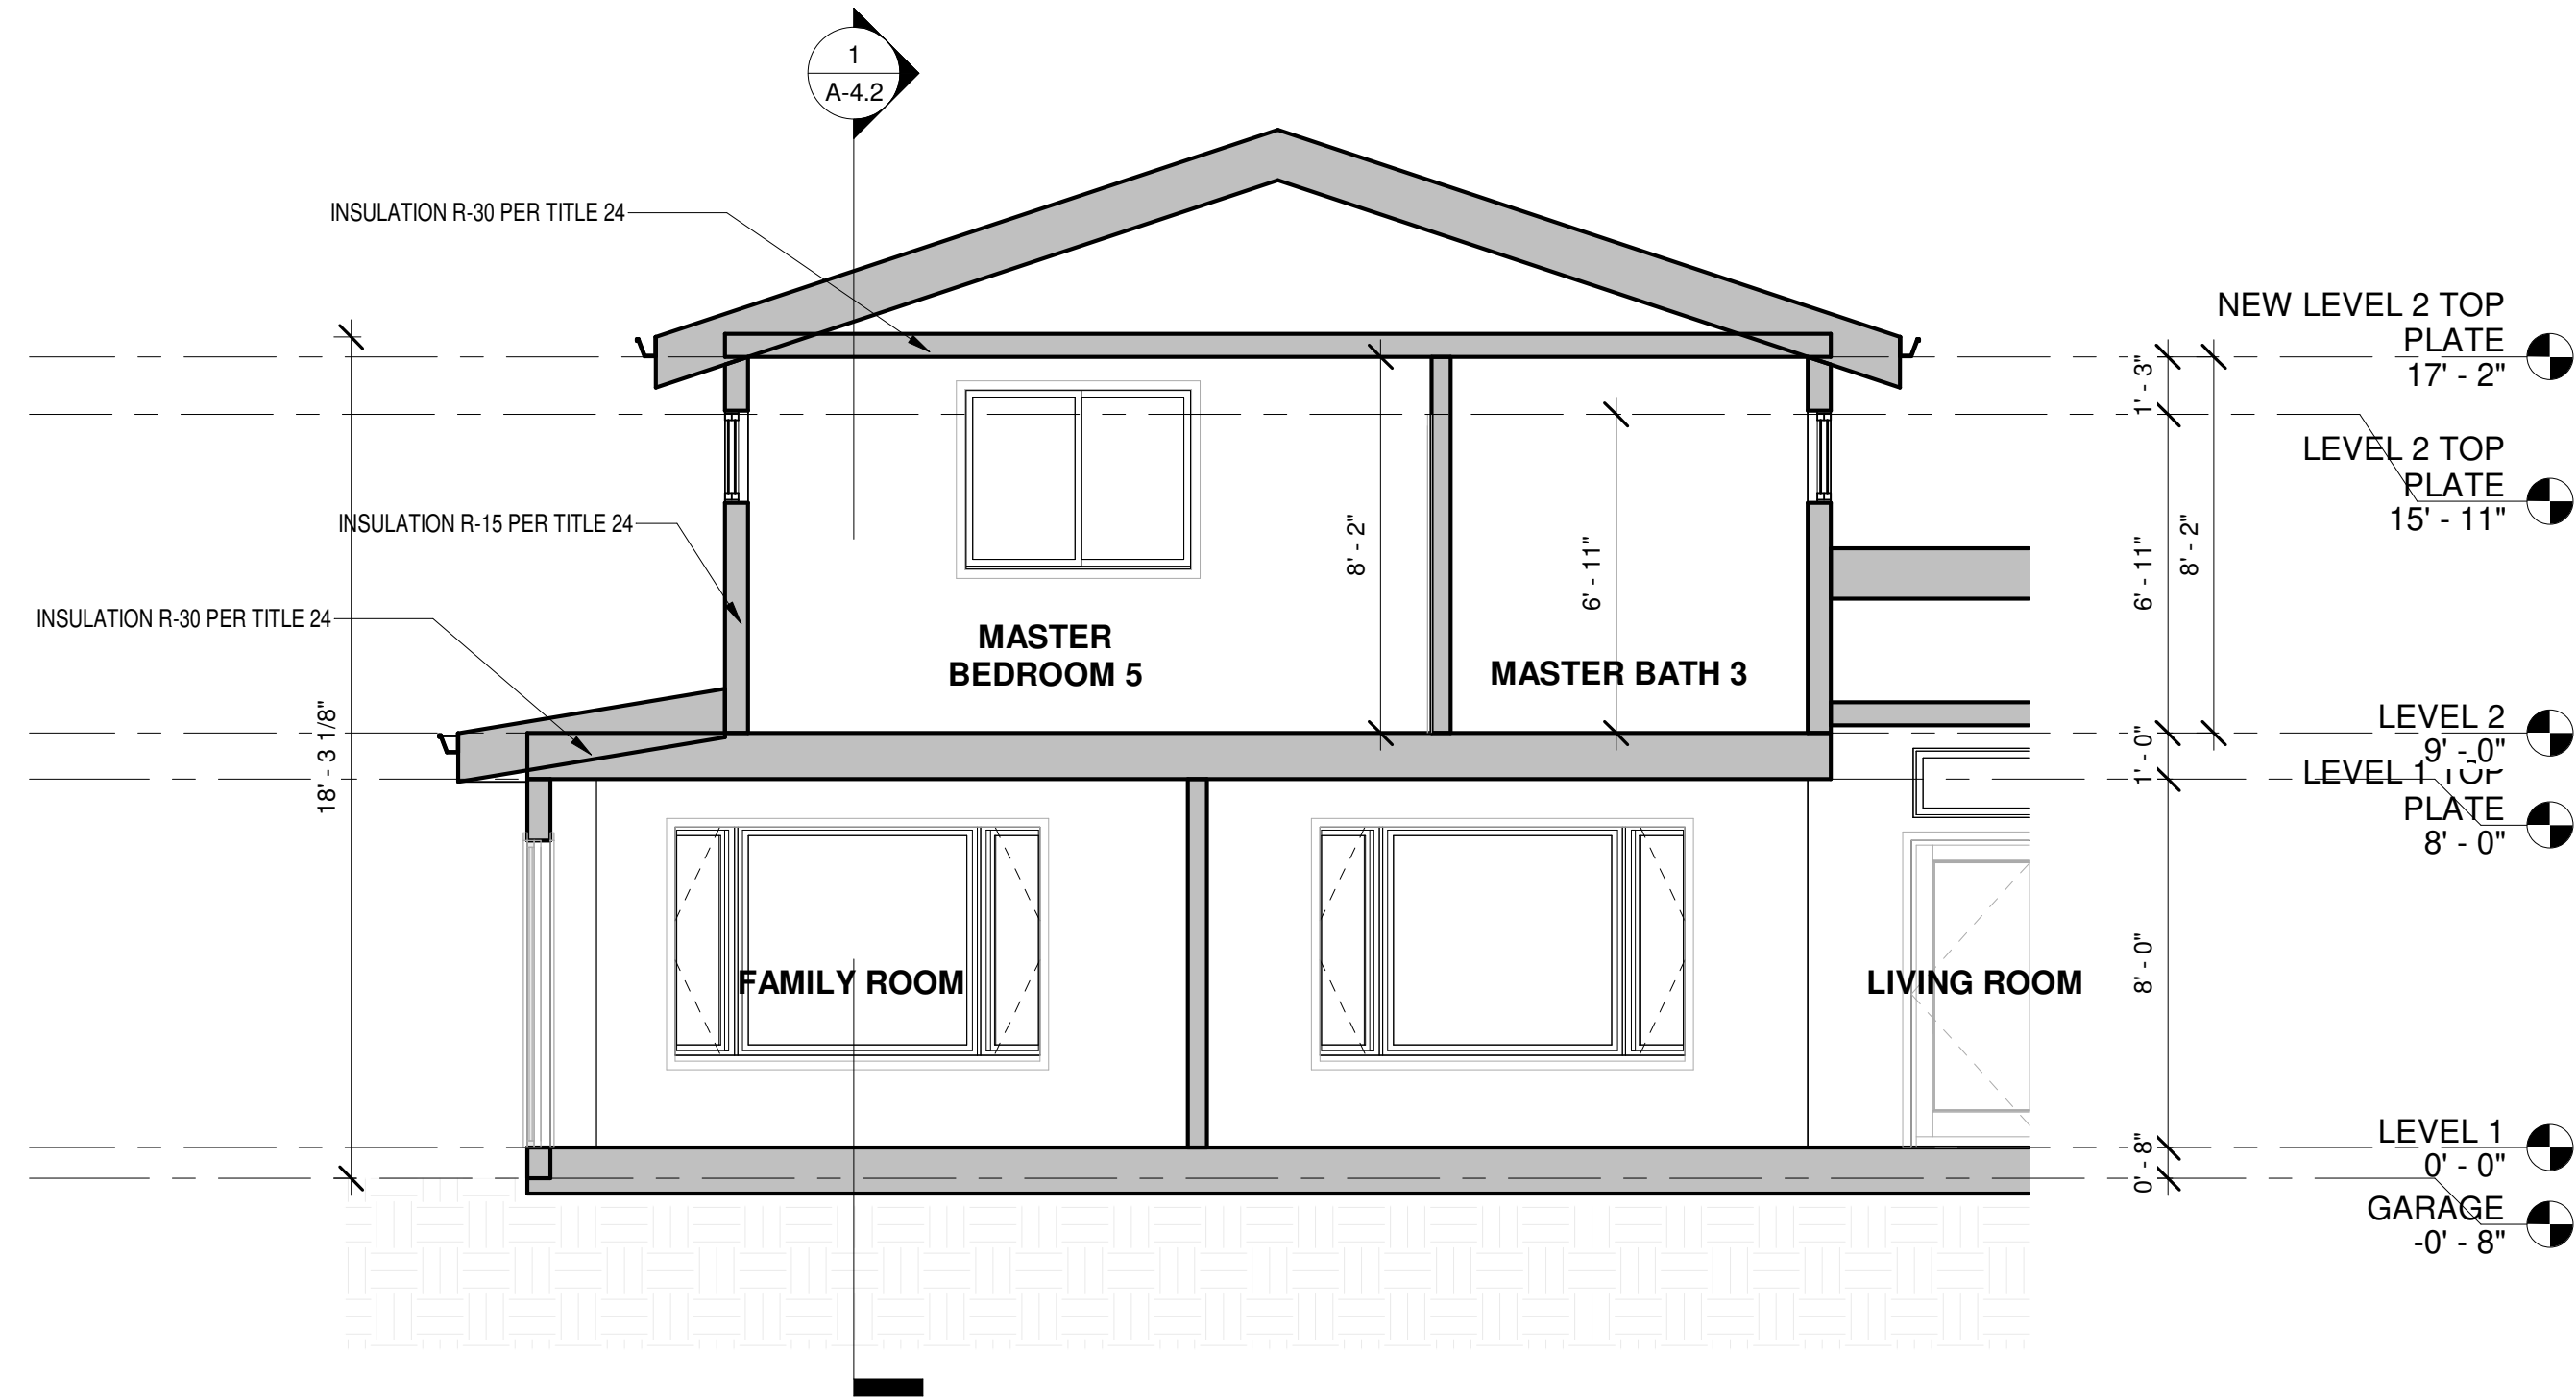 1
A-4.2
INSULATION R-30 PER TITLE 24
NEW LEVEL 2 TOP
PLATE
17' - 2"
1' - 3"
LEVEL 2 TOP
PLATE
15' - 11"
INSULATION R-15 PER TITLE 24
8' - 2"
6' - 11"
6' - 11"
8' - 2"
INSULATION R-30 PER TITLE 24
MASTER
BEDROOM 5
MASTER BATH 3
18' - 3 1/8"
LEVEL 2
9' - 0"
1' - 0"
LEVEL 1 TOP
PLATE
8' - 0"
FAMILY ROOM
LIVING ROOM
8' - 0"
LEVEL 1
0' - 0"
0' - 8"
GARAGE
-0' - 8"